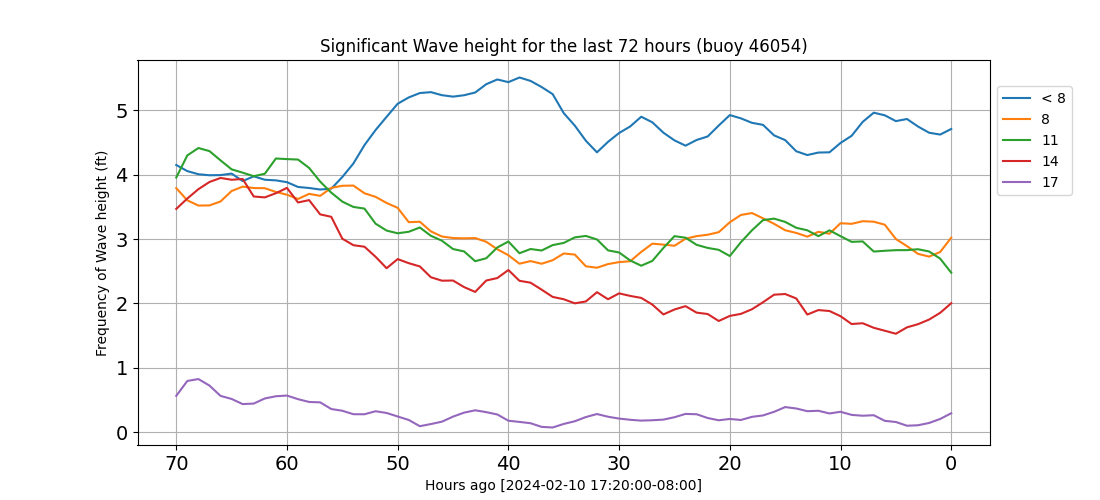 Significant Wave height for the last 72 hours (buoy 46054)
Frequency of Wave height (ft)
5
4
3
2
1
0
70 60 50 40 30 20 10 0
Hours ago [2024-02-10 17:20:00-08:00]
< 8
8
11
14
17